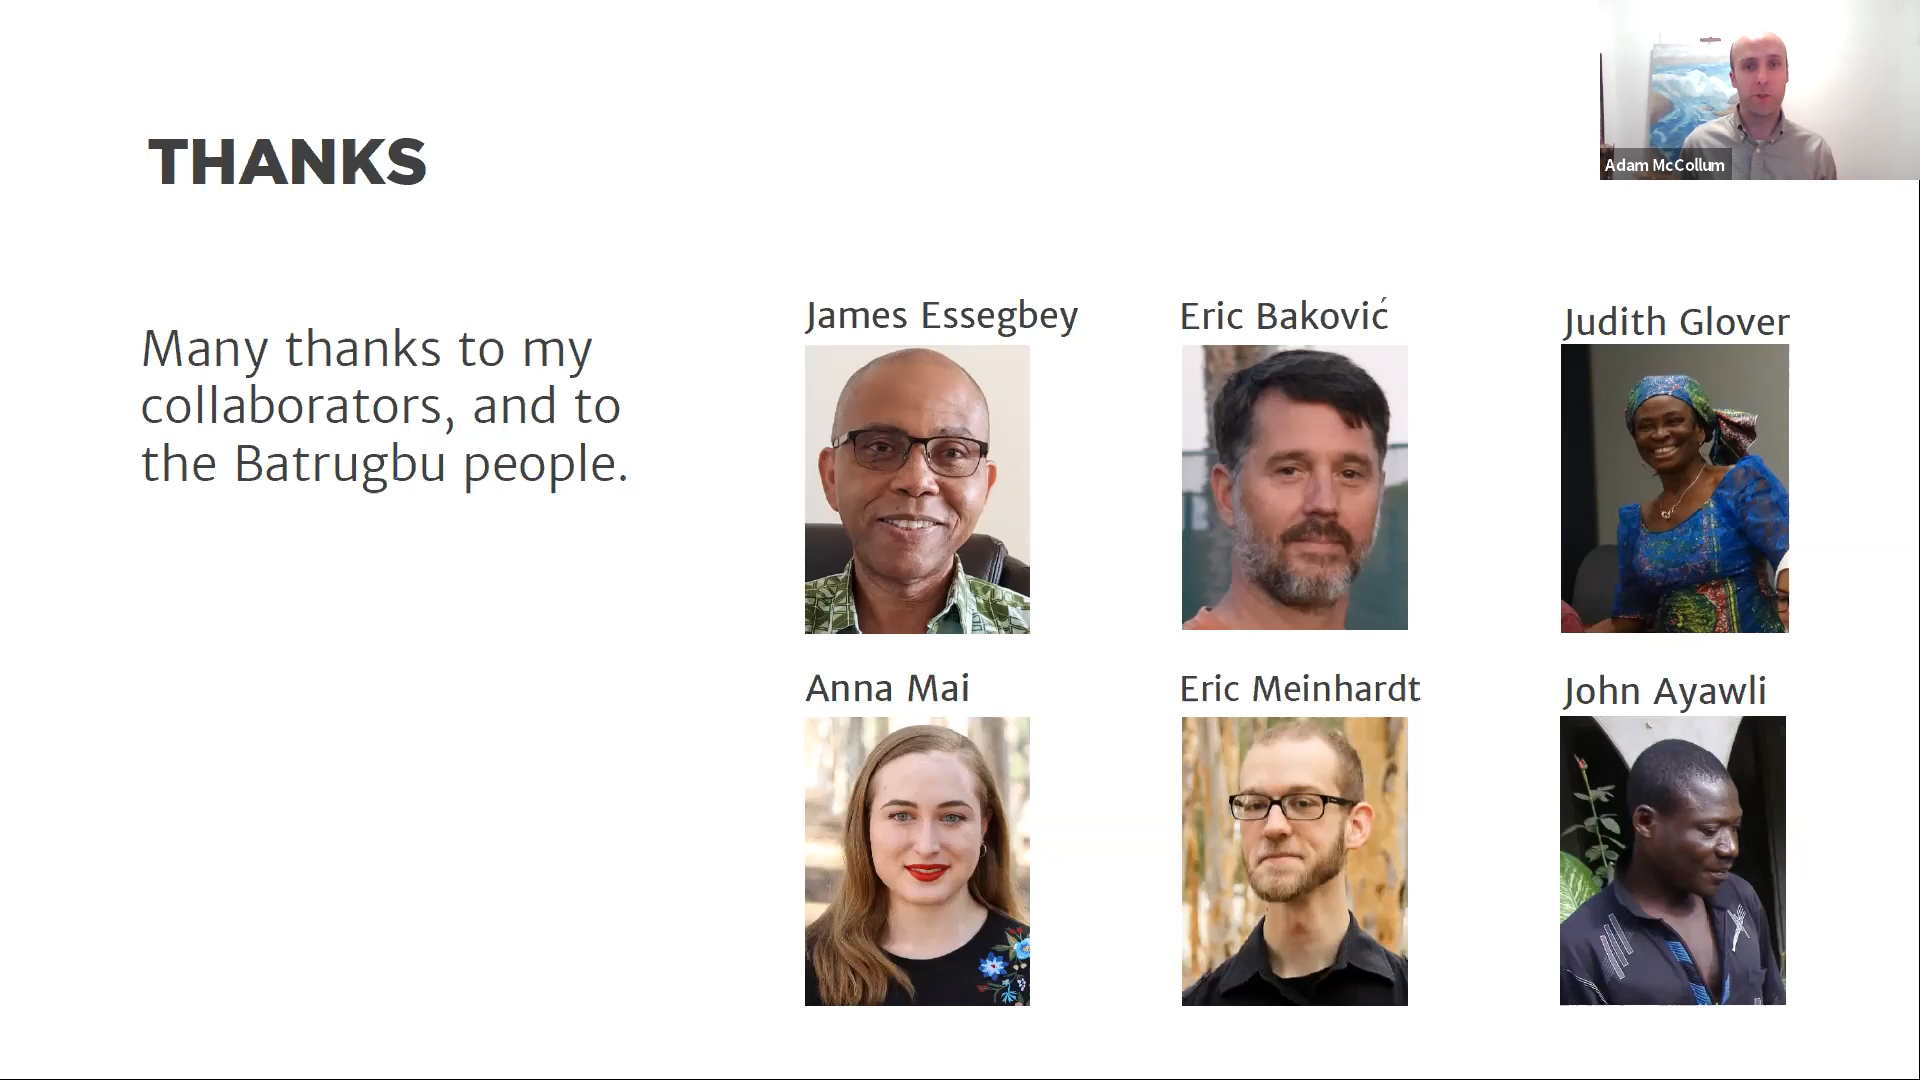 THANKS
Many thanks to my
collaborators, and to
the Batrugbu people.
Adam McCollum
James Essegbey
Eric Baković
Judith Glover
Anna Mai
Eric Meinhardt
John Ayawli